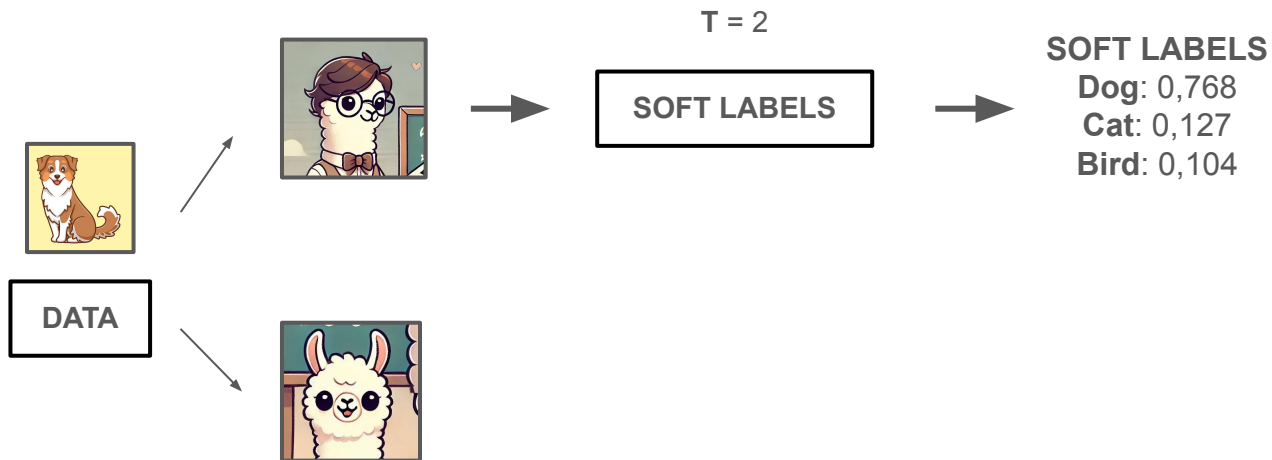 T = 2
SOFT LABELS
SOFT LABELS
Dog: 0,768
Cat: 0,127
Bird: 0,104
DATA